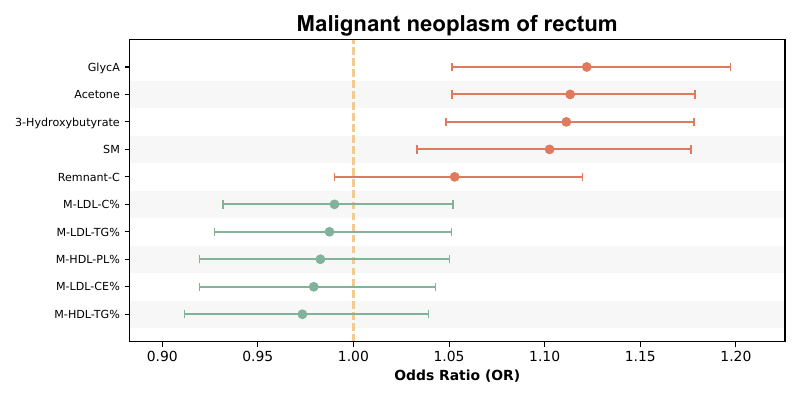 Malignant neoplasm of rectum
GlycA
Acetone
3-Hydroxybutyrate
SM
Remnant-C
M-LDL-C%
M-LDL-TG%
M-HDL-PL%
M-LDL-CE%
M-HDL-TG%
0.90 0.95 1.00 1.05 1.10 1.15 1.20
Odds Ratio (OR)